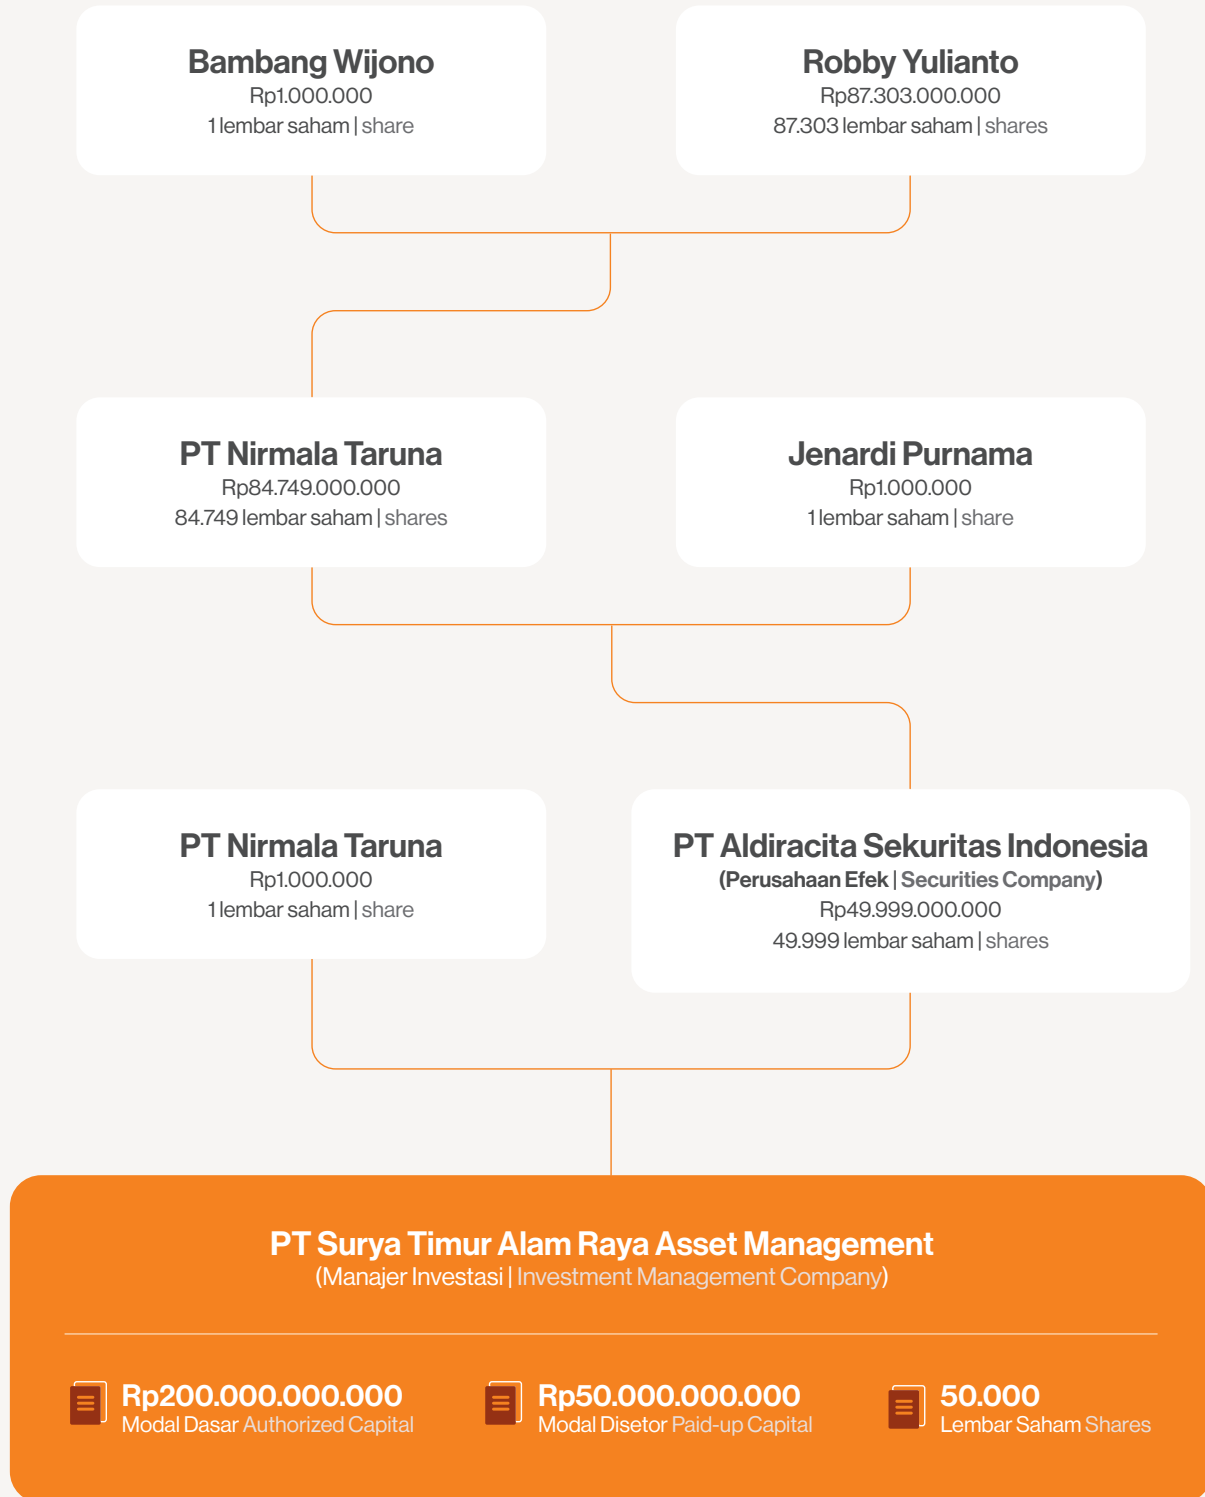 Bambang Wijono
Rp1.000.000
1 lembar saham | share
Robby Yulianto
Rp87.303.000.000
87.303 lembar saham | shares
PT Nirmala Taruna
Rp84.749.000.000
84.749 lembar saham | shares
Jenardi Purnama
Rp1.000.000
1 lembar saham | share
PT Nirmala Taruna
Rp1.000.000
1 lembar saham | share
PT Aldiracita Sekuritas Indonesia
(Perusahaan Efek | Securities Company)
Rp49.999.000.000
49.999 lembar saham | shares
PT Surya Timur Alam Raya Asset Management
(Manajer Investasi | Investment Management Company)
Rp200.000.000.000
Modal Dasar Authorized Capital
Rp50.000.000.000
Modal Disetor Paid-up Capital
50.000
Lembar Saham Shares